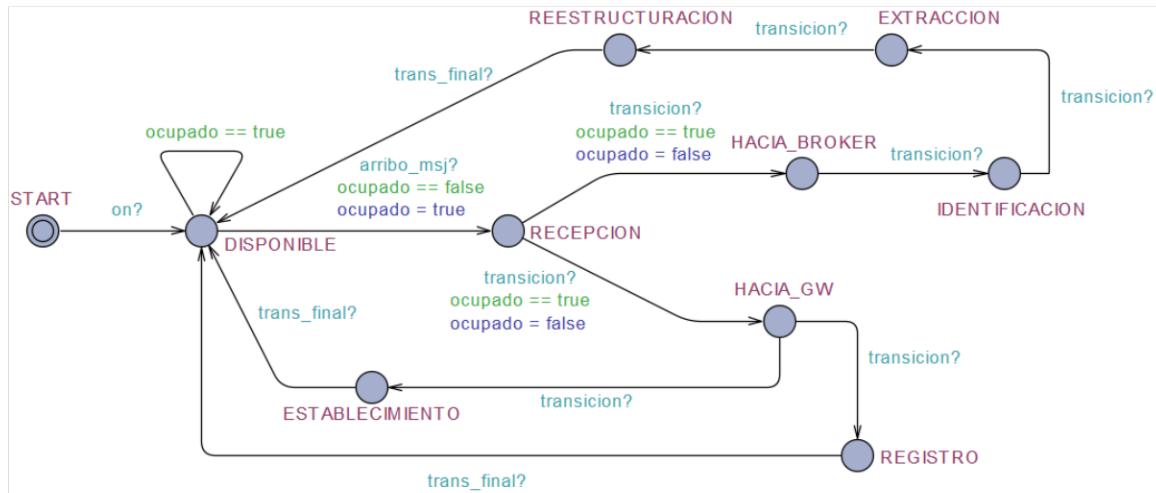 REESTRUCTURACION
EXTRACCION
transicion?
trans_final?
transicion?
transicion?
ocupado == true
ocupado = false
HACIA_BROKER
transicion?
IDENTIFICACION
ocupado == true
arribo_msj?
ocupado == false
ocupado = true
START
on?
DISPONIBLE
RECEPCION
transicion?
ocupado == true
ocupado = false
HACIA_GW
trans_final?
transicion?
ESTABLECIMIENTO
transicion?
REGISTRO
trans_final?